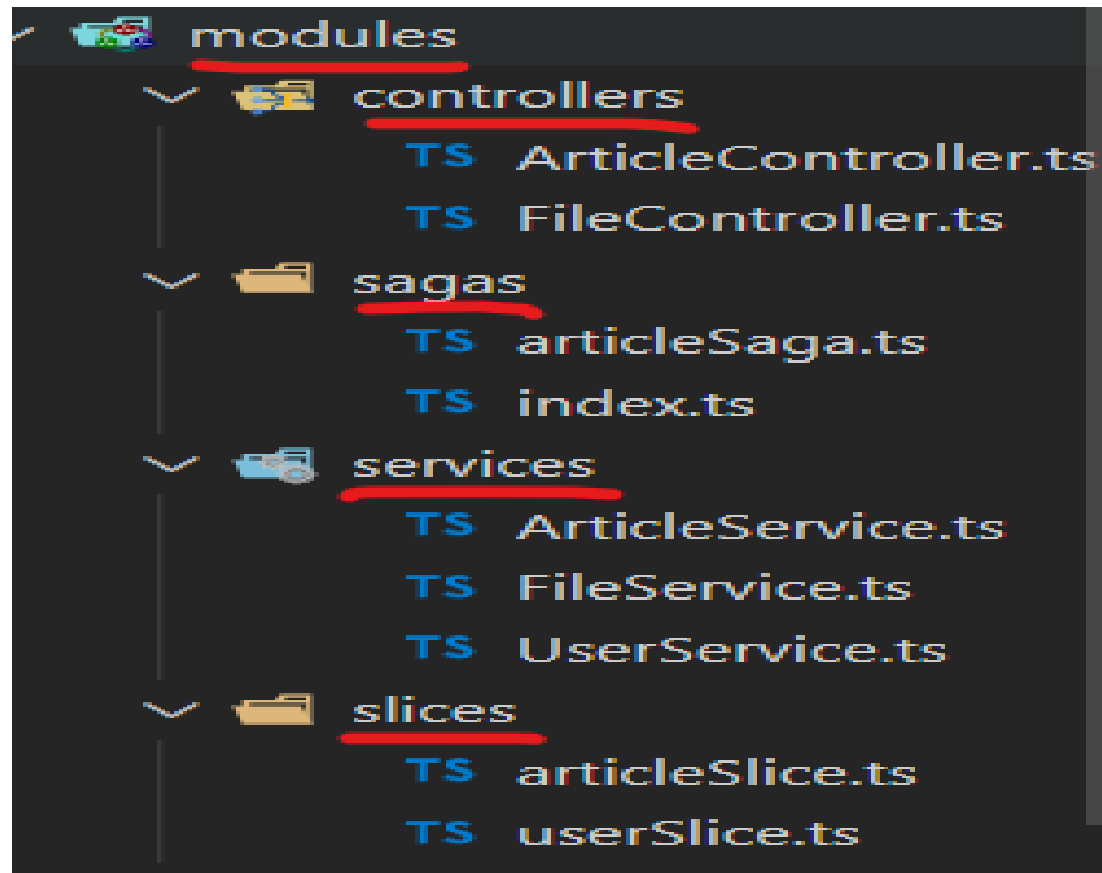 modules
controllers
TS ArticleController.ts
TS FileController.ts
sagas
TS articleSaga.ts
TS index.ts
services
TS ArticleService.ts
TS FileService.ts
TS UserService.ts
slices
TS articleSlice.ts
TS userSlice.ts